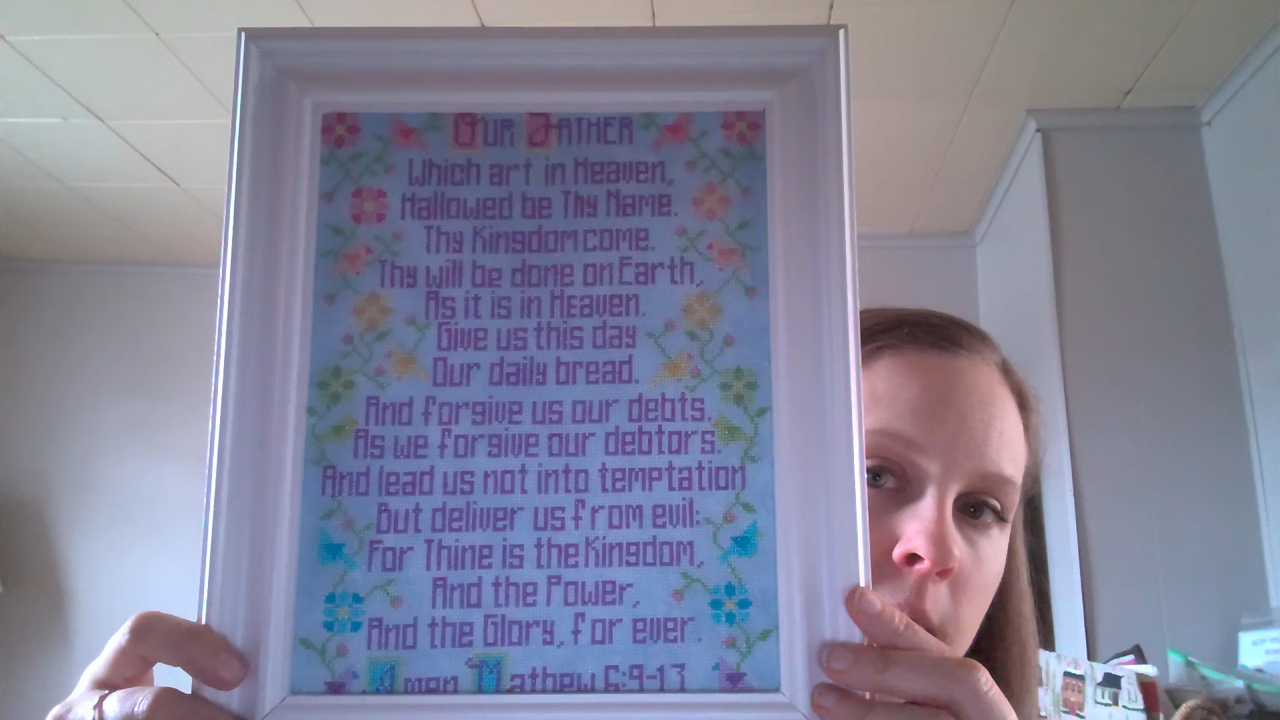 Our Father
Which art in Heaven,
Hallowed be Thy Name.
Thy Kingdom come.
Thy will be done on Earth,
As it is in Heaven.
Give us this day
Our daily bread.
And forgive us our debts.
As we forgive our debtors.
And lead us not into temptation
But deliver us from evil:
For Thine is the Kingdom,
And the Power,
And the Glory, for ever.
Amen Mathew 6:9-13